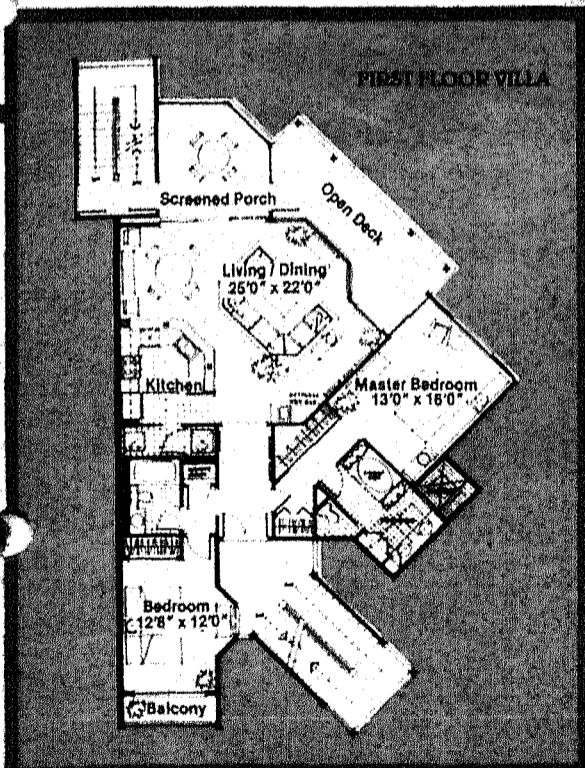 FIRST FLOOR VILLA
Screened Porch
Open Deck
Living / Dining
25'0" x 22'0"
Kitchen
Master Bedroom
13'0" x 16'0"
Bedroom
12'8" x 12'0"
Balcony